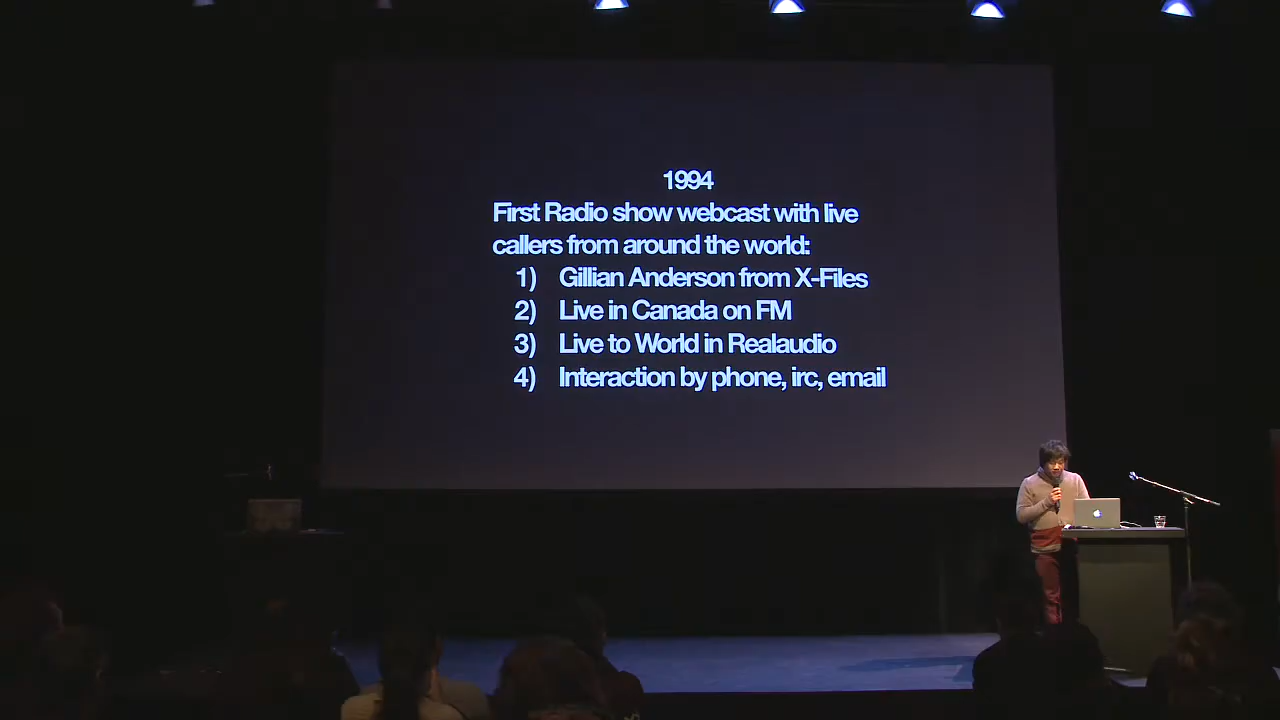 1994
First Radio show webcast with live
callers from around the world:
1) Gillian Anderson from X-Files
2) Live in Canada on FM
3) Live to World in Realaudio
4) Interaction by phone, irc, email